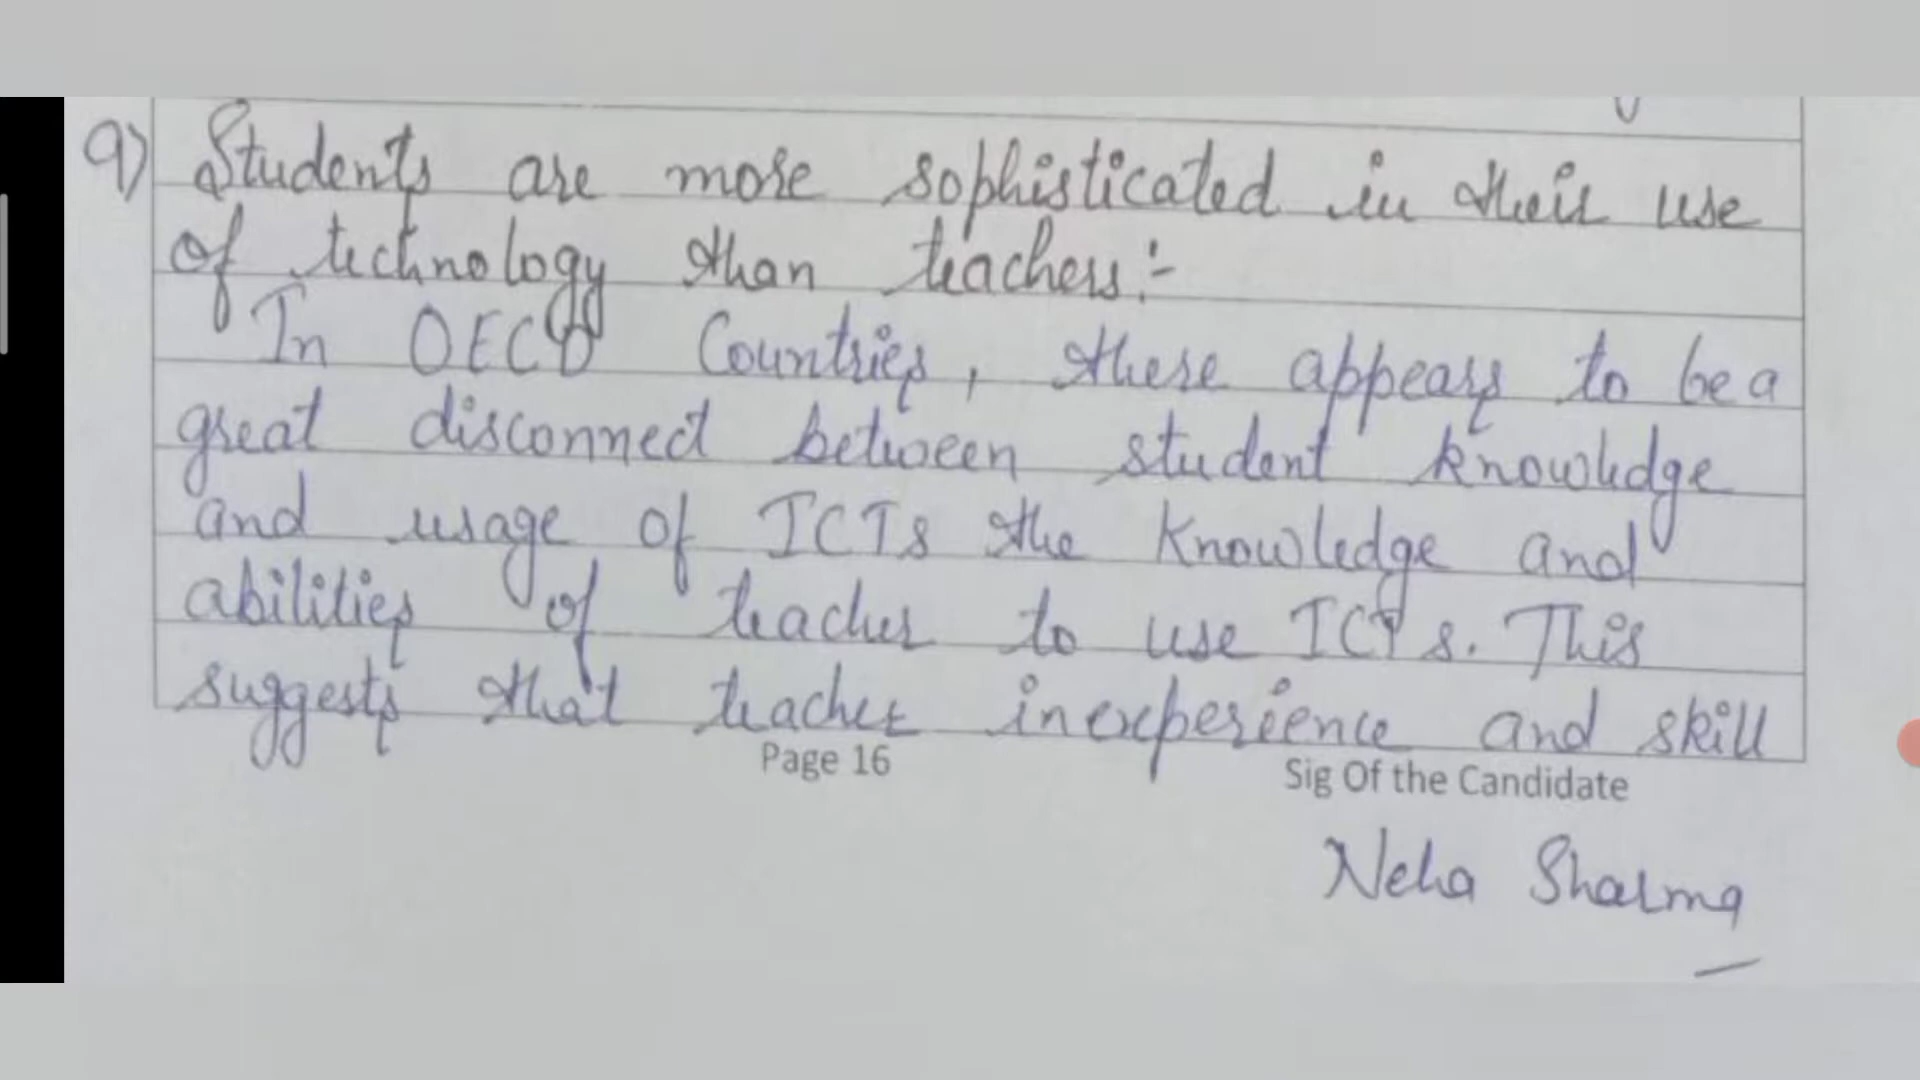 9) Students are more sophisticated in their use
of technology than teachers:-
In OECD Countries, there appears to be a
great disconnect between student knowledge
and usage of ICTs the knowledge and
abilities of teacher to use ICTs. This
suggests that teacher inexperience and skill
Page 16
Sig Of the Candidate
Neha Sharma